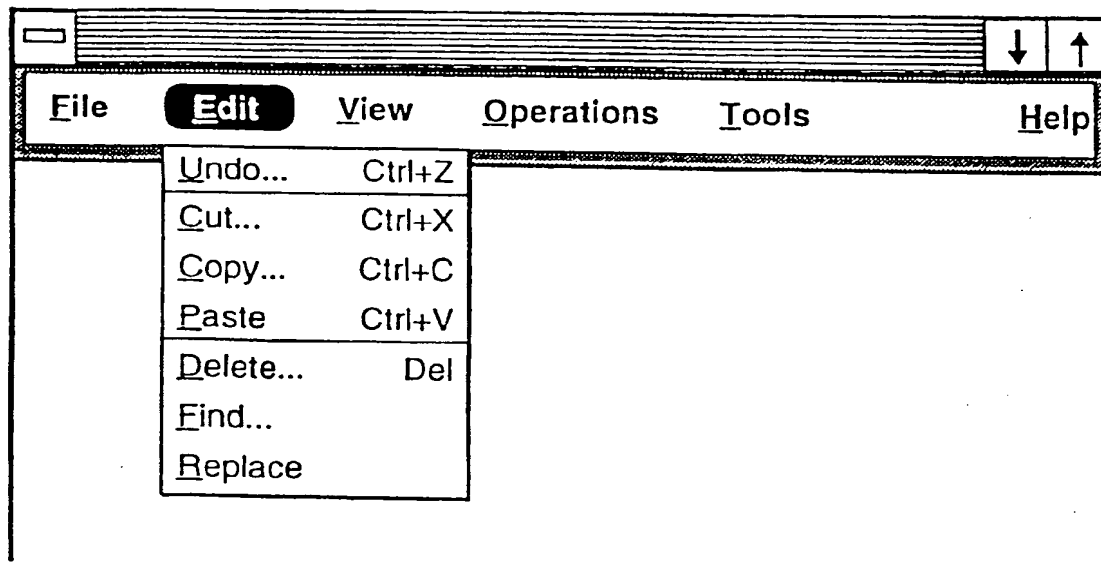 File Edit View Operations Tools Help
Undo... Ctrl+Z
Cut... Ctrl+X
Copy... Ctrl+C
Paste Ctrl+V
Delete... Del
Find...
Replace